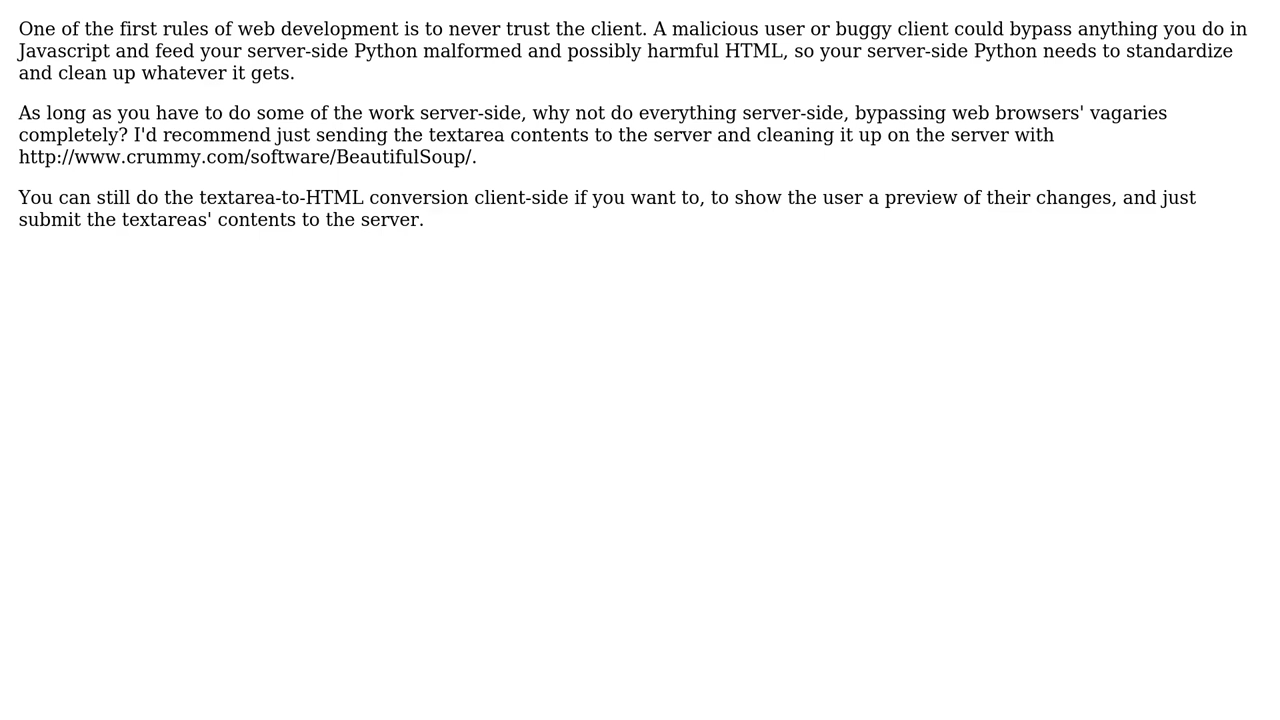 One of the first rules of web development is to never trust the client. A malicious user or buggy client could bypass anything you do in
Javascript and feed your server-side Python malformed and possibly harmful HTML, so your server-side Python needs to standardize
and clean up whatever it gets.
As long as you have to do some of the work server-side, why not do everything server-side, bypassing web browsers' vagaries
completely? I'd recommend just sending the textarea contents to the server and cleaning it up on the server with
http://www.crummy.com/software/BeautifulSoup/.
You can still do the textarea-to-HTML conversion client-side if you want to, to show the user a preview of their changes, and just
submit the textareas' contents to the server.